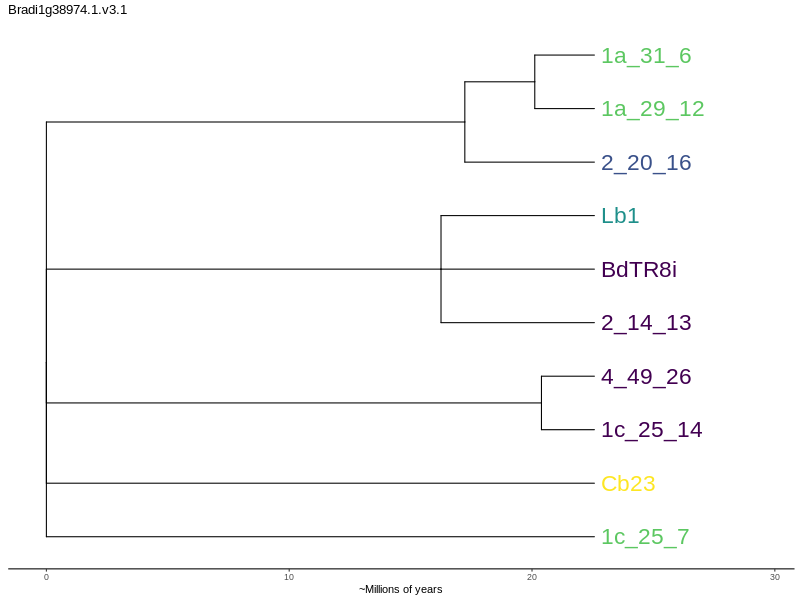 Bradi1g38974.1.v3.1
1a_31_6
1a_29_12
2_20_16
Lb1
BdTR8i
2_14_13
4_49_26
1c_25_14
Cb23
1c_25_7
0 10 20 30
~Millions of years